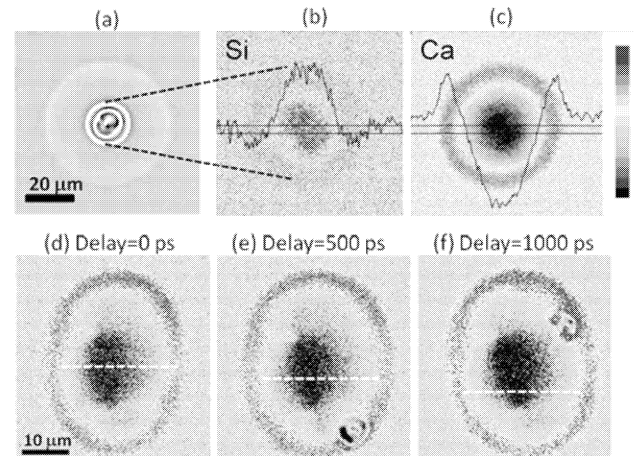 (a)
(b)
(c)
Si
Ca
20 μm
(d) Delay=0 ps
(e) Delay=500 ps
(f) Delay=1000 ps
10 μm